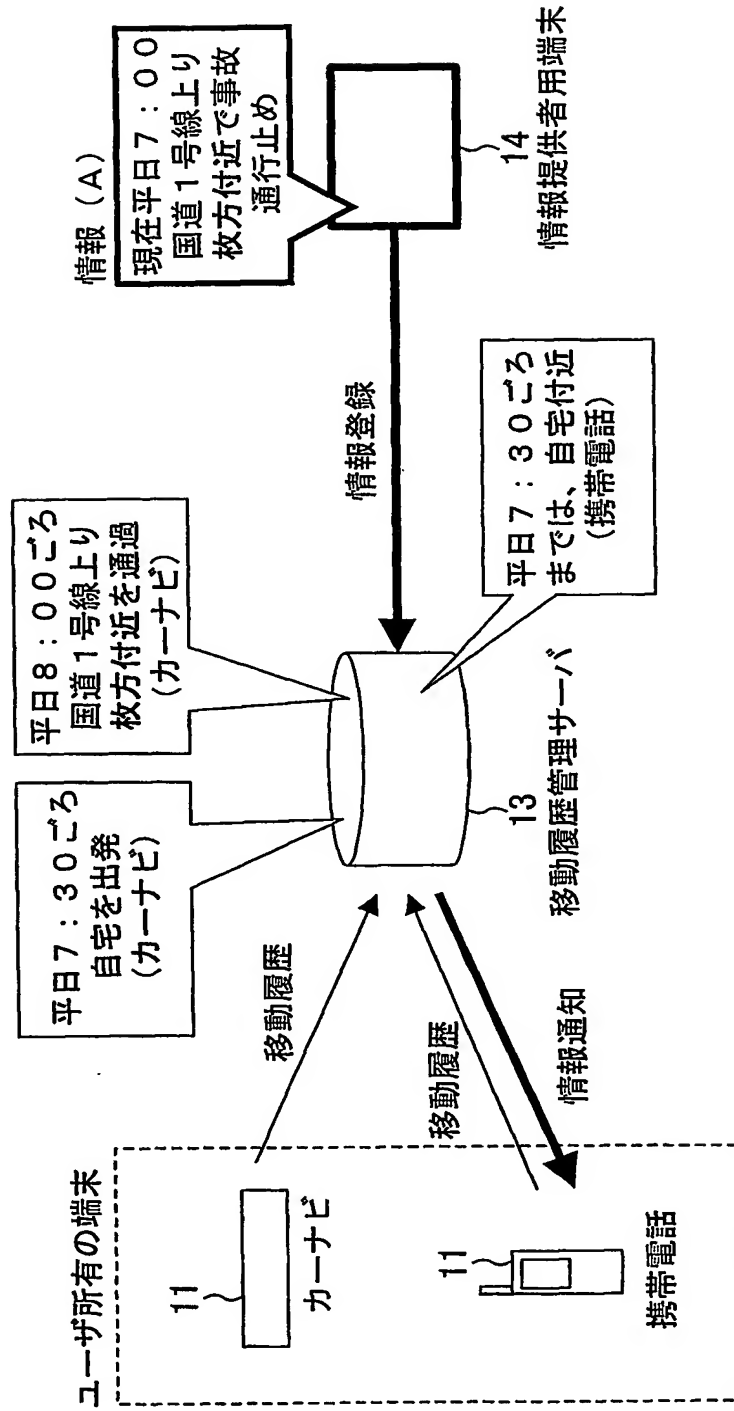 ユーザ所有の端末
11
カーナビ
11
携帯電話
移動履歴
移動履歴
情報通知
平日7:30ごろ
自宅を出発
(カーナビ)
平日8:00ごろ
国道1号線上り
枚方付近を通過
(カーナビ)
13
移動履歴管理サーバ
平日7:30ごろ
までは、自宅付近
(携帯電話)
情報登録
情報(A)
現在平日7:00
国道1号線上り
枚方付近で事故
通行止め
14
情報提供者用端末